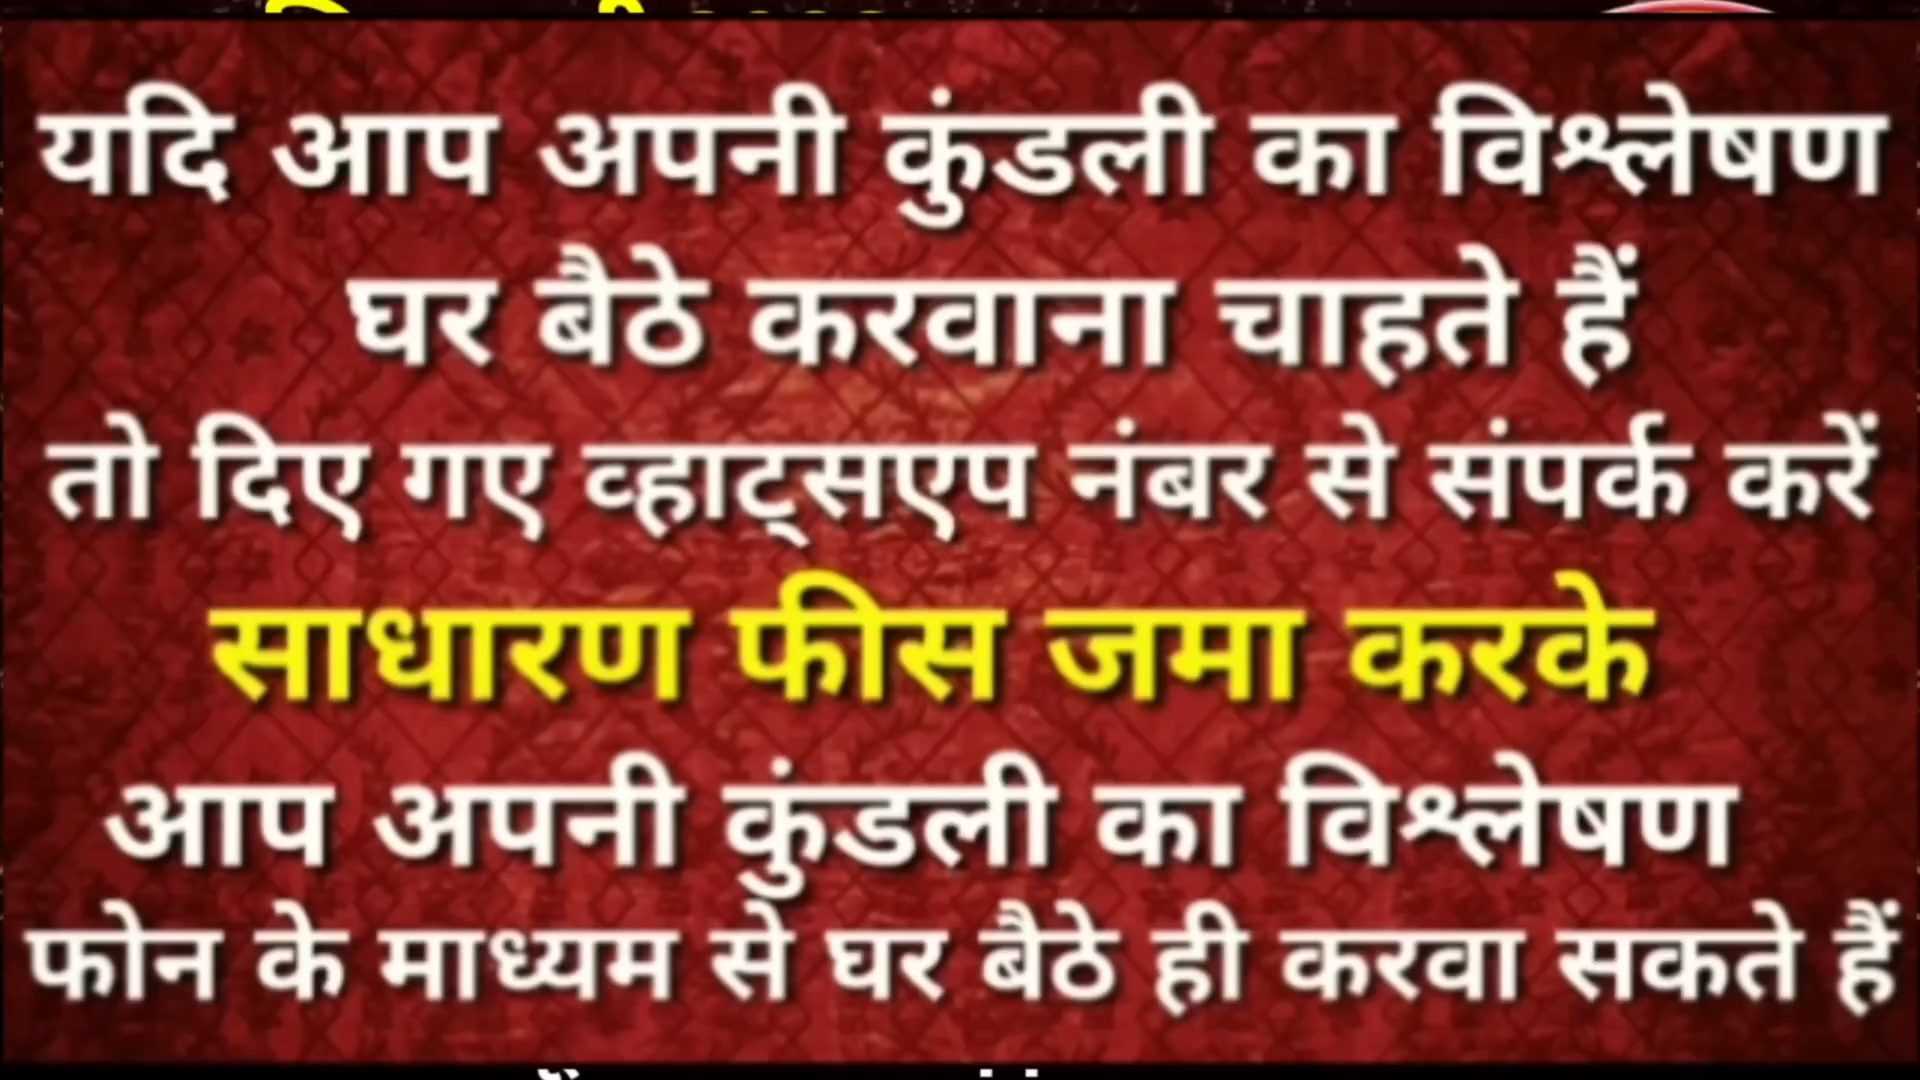 यदि आप अपनी कुंडली का विश्लेषण
घर बैठे करवाना चाहते हैं
तो दिए गए व्हाट्सएप नंबर से संपर्क करें
साधारण फीस जमा करके
आप अपनी कुंडली का विश्लेषण
फोन के माध्यम से घर बैठे ही करवा सकते हैं